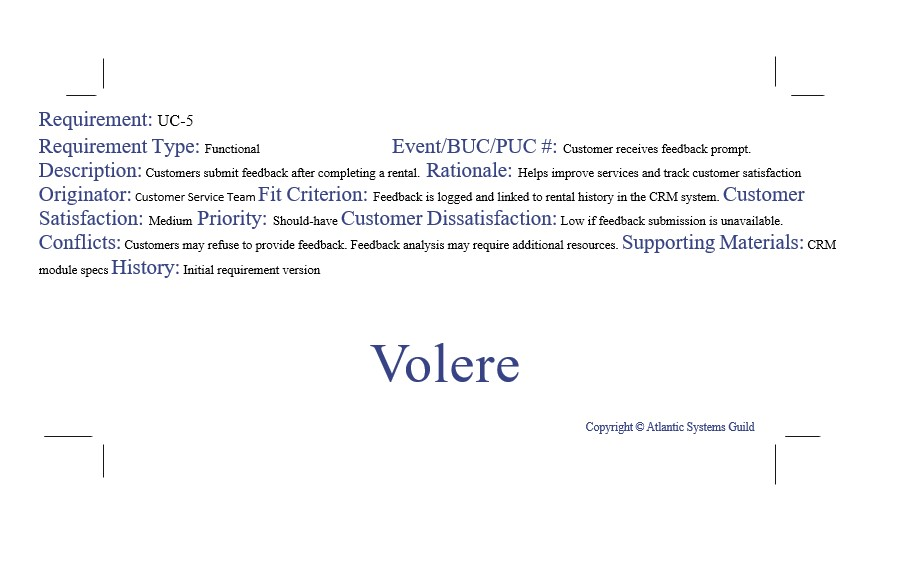 Requirement: UC-5
Requirement Type: Functional Event/BUC/PUC #: Customer receives feedback prompt.
Description: Customers submit feedback after completing a rental. Rationale: Helps improve services and track customer satisfaction
Originator: Customer Service Team Fit Criterion: Feedback is logged and linked to rental history in the CRM system. Customer
Satisfaction: Medium Priority: Should-have Customer Dissatisfaction: Low if feedback submission is unavailable.
Conflicts: Customers may refuse to provide feedback. Feedback analysis may require additional resources. Supporting Materials: CRM
module specs History: Initial requirement version
Volere
Copyright © Atlantic Systems Guild